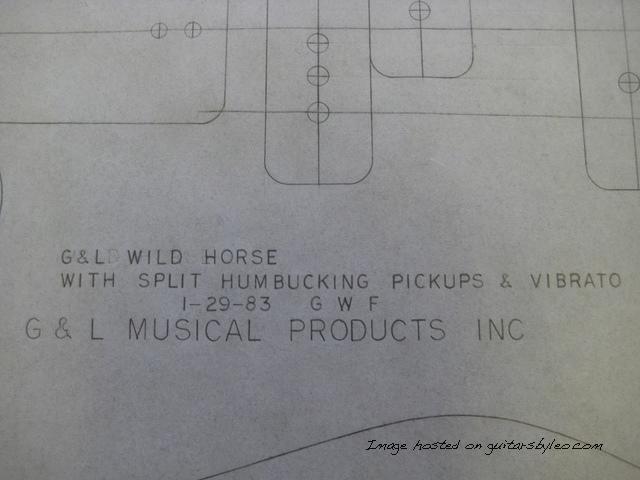 G&L WILD HORSE
WITH SPLIT HUMBUCKING PICKUPS & VIBRATO
1-29-83 G W F
G & L MUSICAL PRODUCTS INC
Image hosted on guitarsbyleo.com